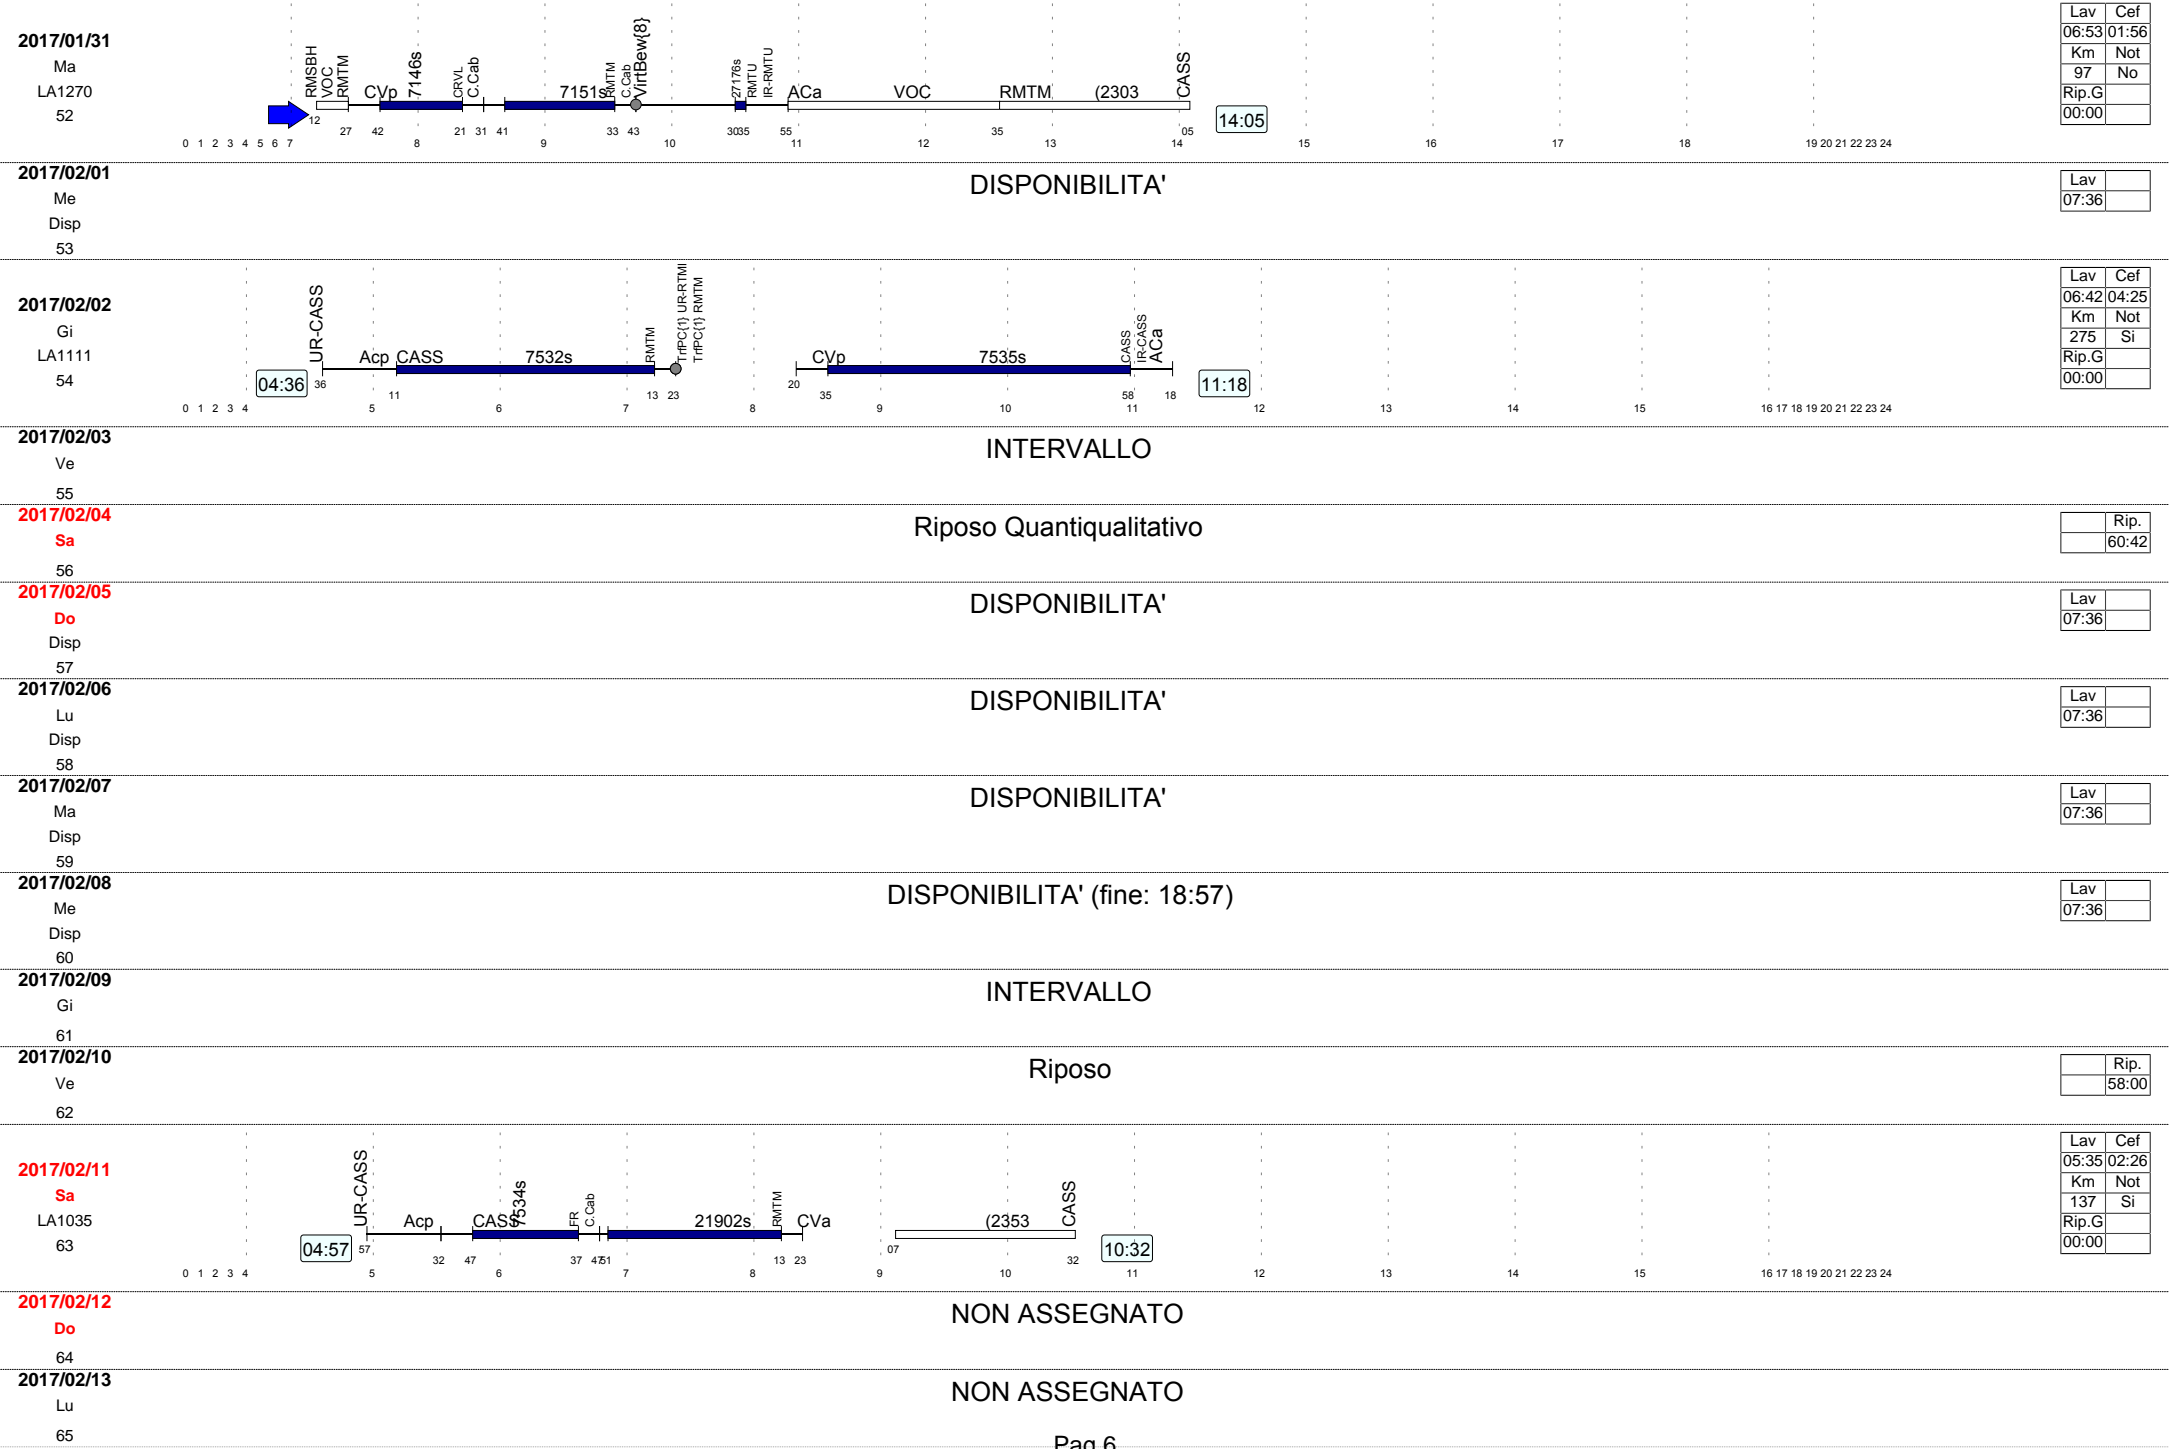 2017/01/31
Ma
LA1270
52
RMSBH
VOC
RMTM
CVp
7146s
CRVL
C.Cab
7151s
RMTM
C.Cab
VirtBew{8}
27176s
RMTU
IR-RMTU
ACa
VOC
RMTM
(2303
CASS
12
27 42 21 31 41 33 43 3035 55 35 05
14:05
0 1 2 3 4 5 6 7 8 9 10 11 12 13 14 15 16 17 18 19 20 21 22 23 24
Lav Cef
06:53 01:56
Km Not
97 No
Rip.G
00:00
2017/02/01
Me
Disp
53
DISPONIBILITA'
Lav
07:36
2017/02/02
Gi
LA1111
54
04:36
UR-CASS
Acp CASS
7532s
RMTM
TrfPC{1} UR-RTMI
TrfPC{1} RMTM
CVp
7535s
CASS
IR-CASS
ACa
36 11 13 23 20 35 58 18
11:18
0 1 2 3 4 5 6 7 8 9 10 11 12 13 14 15 16 17 18 19 20 21 22 23 24
Lav Cef
06:42 04:25
Km Not
275 Si
Rip.G
00:00
2017/02/03
Ve
55
INTERVALLO
2017/02/04
Sa
56
Riposo Quantiqualitativo
Rip.
60:42
2017/02/05
Do
Disp
57
DISPONIBILITA'
Lav
07:36
2017/02/06
Lu
Disp
58
DISPONIBILITA'
Lav
07:36
2017/02/07
Ma
Disp
59
DISPONIBILITA'
Lav
07:36
2017/02/08
Me
Disp
60
DISPONIBILITA' (fine: 18:57)
Lav
07:36
2017/02/09
Gi
61
INTERVALLO
2017/02/10
Ve
62
Riposo
Rip.
58:00
2017/02/11
Sa
LA1035
63
04:57
UR-CASS
Acp
CASS
7534s
FR
C.Cab
21902s
RMTM
CVa
(2353
CASS
57 32 47 37 47 51 13 23 07 32
10:32
0 1 2 3 4 5 6 7 8 9 10 11 12 13 14 15 16 17 18 19 20 21 22 23 24
Lav Cef
05:35 02:26
Km Not
137 Si
Rip.G
00:00
2017/02/12
Do
64
NON ASSEGNATO
2017/02/13
Lu
65
NON ASSEGNATO
Pag.6